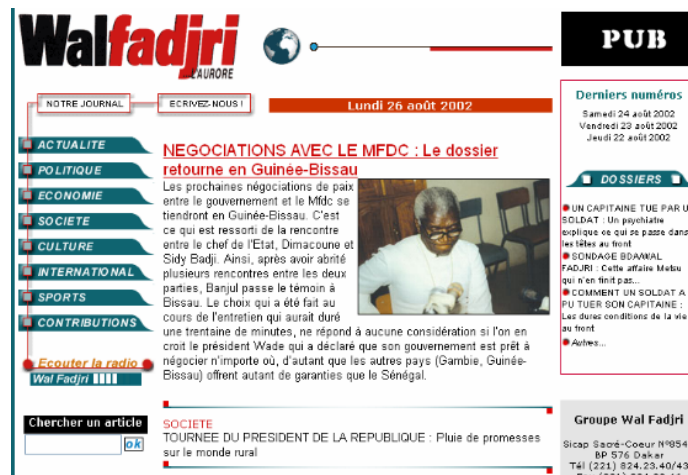 Walfadjri
L'AURORE
PUB
NOTRE JOURNAL
ECRIVEZ-NOUS !
Lundi 26 août 2002
ACTUALITE
POLITIQUE
ECONOMIE
SOCIETE
CULTURE
INTERNATIONAL
SPORTS
CONTRIBUTIONS
Ecouter la radio
Wal Fadjri
Chercher un article
ok
NEGOCIATIONS AVEC LE MFDC : Le dossier
retourne en Guinée-Bissau
Les prochaines négociations de paix
entre le gouvernement et le Mfdc se
tiendront en Guinée-Bissau. C'est
ce qui est ressorti de la rencontre
entre le chef de l'Etat, Dimacoune et
Sidy Badji. Ainsi, après avoir abrité
plusieurs rencontres entre les deux
parties, Banjul passe le témoin à
Bissau. Le choix qui a été fait au
cours de l'entretien qui aurait duré
une trentaine de minutes, ne répond à aucune considération si l'on en
croit le président Wade qui a déclaré que son gouvernement est prêt à
négocier n'importe où, d'autant que les autres pays (Gambie, Guinée-
Bissau) offrent autant de garanties que le Sénégal.
SOCIETE
TOURNEE DU PRESIDENT DE LA REPUBLIQUE : Pluie de promesses
sur le monde rural
Derniers numéros
Samedi 24 août 2002
Vendredi 23 août 2002
Jeudi 22 août 2002
DOSSIERS
UN CAPITAINE TUE PAR U
SOLDAT : Un psychiatre
explique ce qui se passe dans
les têtes au front
SONDAGE BDAWAL
FADJRI : Cette affaire Metsu
qui n'en finit pas...
COMMENT UN SOLDAT A
PU TUER SON CAPITAINE :
Les dures conditions de la vie
au front
Autres...
Groupe Wal Fadjri
Sicap Sacré-Coeur N°854
BP 576 Dakar
Tél (221) 824.23.40/43